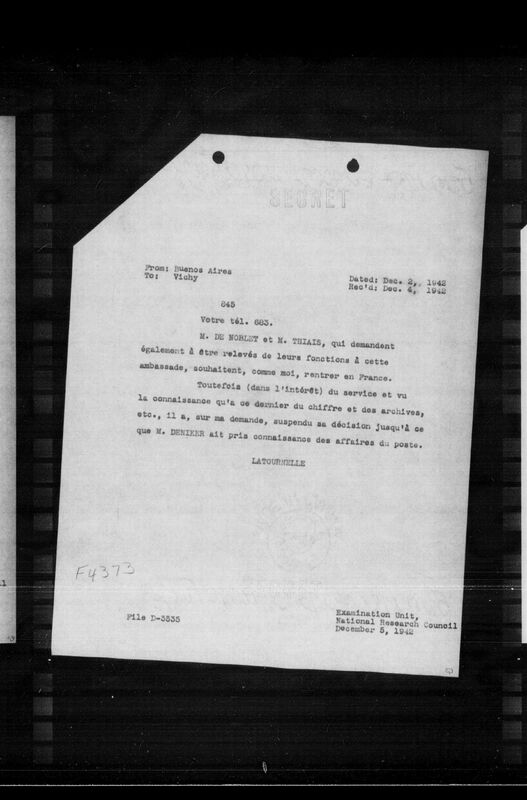 SECRET
From: Buenos Aires
To: Vichy
Dated: Dec. 2, 1942
Rec'd: Dec. 4, 1942
845
Votre tél. 683.
M. DE NOBLET et M. THIAIS, qui demandent
également à être relevés de leurs fonctions à cette
ambassade, souhaitent, comme moi, rentrer en France.
Toutefois (dans l'intérêt) du service et vu
la connaissance qu'a ce dernier du chiffre et des archives,
etc., il a, sur ma demande, suspendu sa décision jusqu'à ce
que M. DENIKER ait pris connaissance des affaires du poste.
LATOURNELLE
F4373
File D-3335
Examination Unit,
National Research Council
December 5, 1942